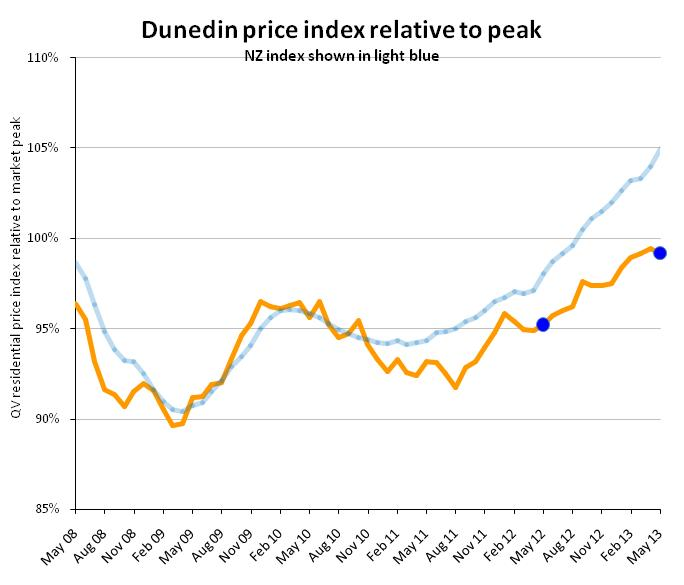 Dunedin price index relative to peak
NZ index shown in light blue
QV residential price index relative to market peak
110%
105%
100%
95%
90%
85%
May 08
Aug 08
Nov 08
Feb 09
May 09
Aug 09
Nov 09
Feb 10
May 10
Aug 10
Nov 10
Feb 11
May 11
Aug 11
Nov 11
Feb 12
May 12
Aug 12
Nov 12
Feb 13
May 13